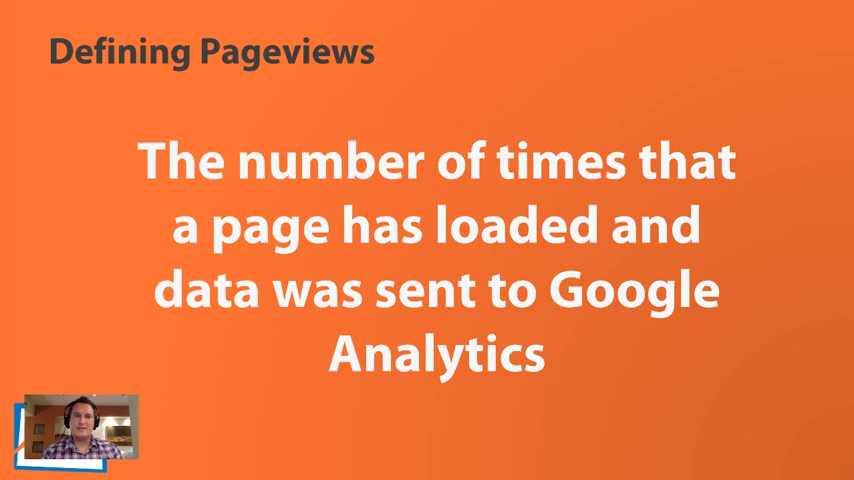 Defining Pageviews
The number of times that
a page has loaded and
data was sent to Google
Analytics